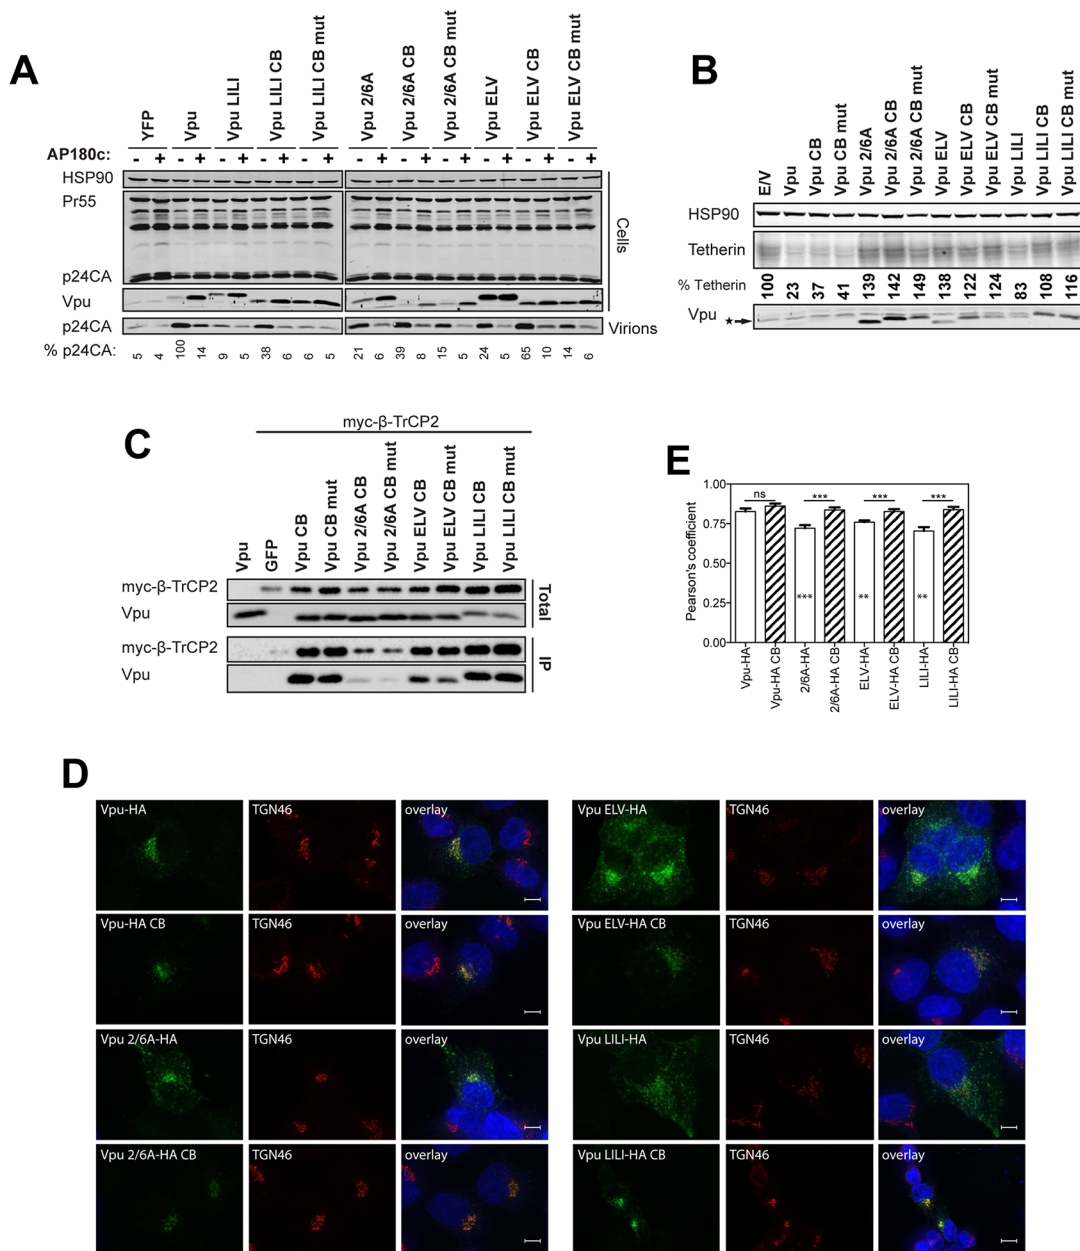 A
YFP
Vpu
Vpu LILI
Vpu LILI CB
Vpu LILI CB mut
Vpu 2/6A
Vpu 2/6A CB
Vpu 2/6A CB mut
Vpu ELV
Vpu ELV CB
Vpu ELV CB mut
AP180c: - + - + - + - + - + - + - + - + - + - + - +
HSP90
Pr55
p24CA
Vpu
Cells
p24CA
Virions
% p24CA: 5 4 100 14 9 5 38 6 6 5 21 6 39 8 15 5 24 5 65 10 14 6
B
E/V
Vpu
Vpu CB
Vpu CB mut
Vpu 2/6A
Vpu 2/6A CB
Vpu 2/6A CB mut
Vpu ELV
Vpu ELV CB
Vpu ELV CB mut
Vpu LILI
Vpu LILI CB
Vpu LILI CB mut
HSP90
Tetherin
% Tetherin 100 23 37 41 139 142 149 138 122 124 83 108 116
Vpu
★
C
myc-β-TrCP2
Vpu
GFP
Vpu CB
Vpu CB mut
Vpu 2/6A CB
Vpu 2/6A CB mut
Vpu ELV CB
Vpu ELV CB mut
Vpu LILI CB
Vpu LILI CB mut
myc-β-TrCP2
Vpu
Total
myc-β-TrCP2
Vpu
IP
E
Pearson's coefficient
1.00
0.75
0.50
0.25
0.00
ns
***
***
***
***
**
**
Vpu-HA
Vpu-HA CB
2/6A-HA
2/6A-HA CB
ELV-HA
ELV-HA CB
LILI-HA
LILI-HA CB
D
Vpu-HA TGN46 overlay
Vpu ELV-HA TGN46 overlay
Vpu-HA CB TGN46 overlay
Vpu ELV-HA CB TGN46 overlay
Vpu 2/6A-HA TGN46 overlay
Vpu LILI-HA TGN46 overlay
Vpu 2/6A-HA CB TGN46 overlay
Vpu LILI-HA CB TGN46 overlay